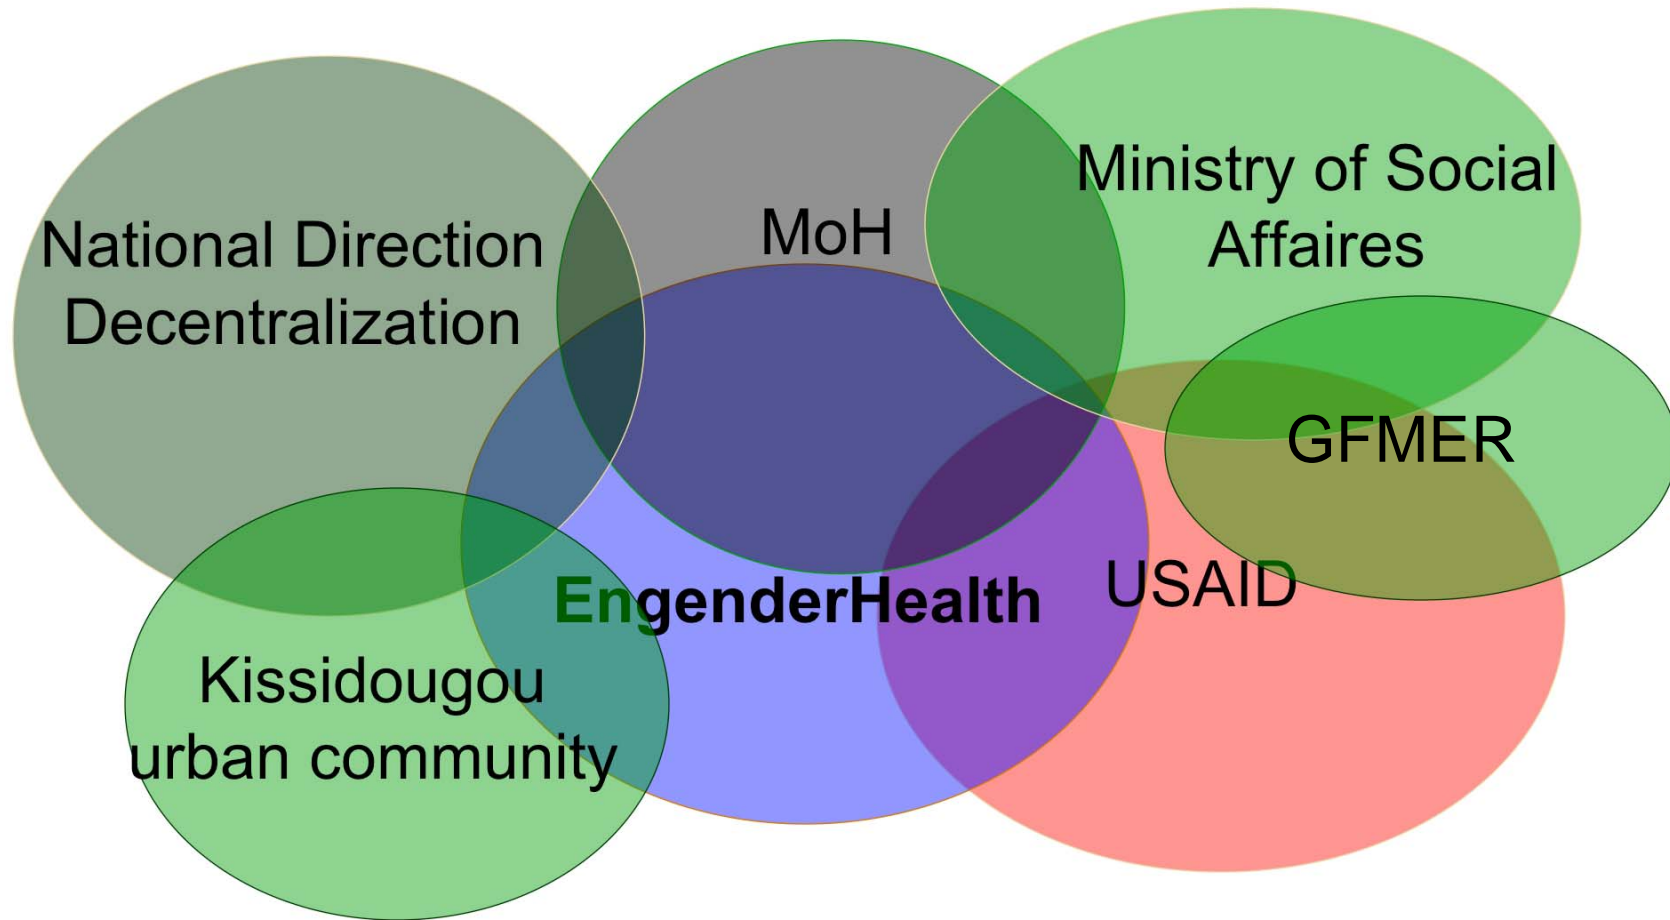 National Direction
Decentralization
MoH
Ministry of Social
Affaires
GFMER
EngenderHealth
USAID
Kissidougou
urban community